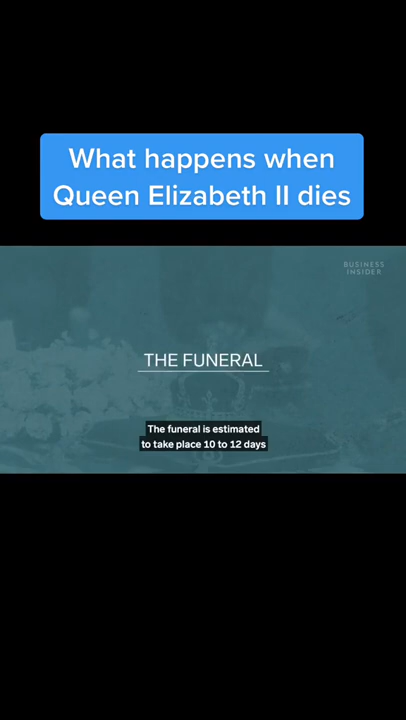 What happens when
Queen Elizabeth II dies
BUSINESS
INSIDER
THE FUNERAL
The funeral is estimated
to take place 10 to 12 days